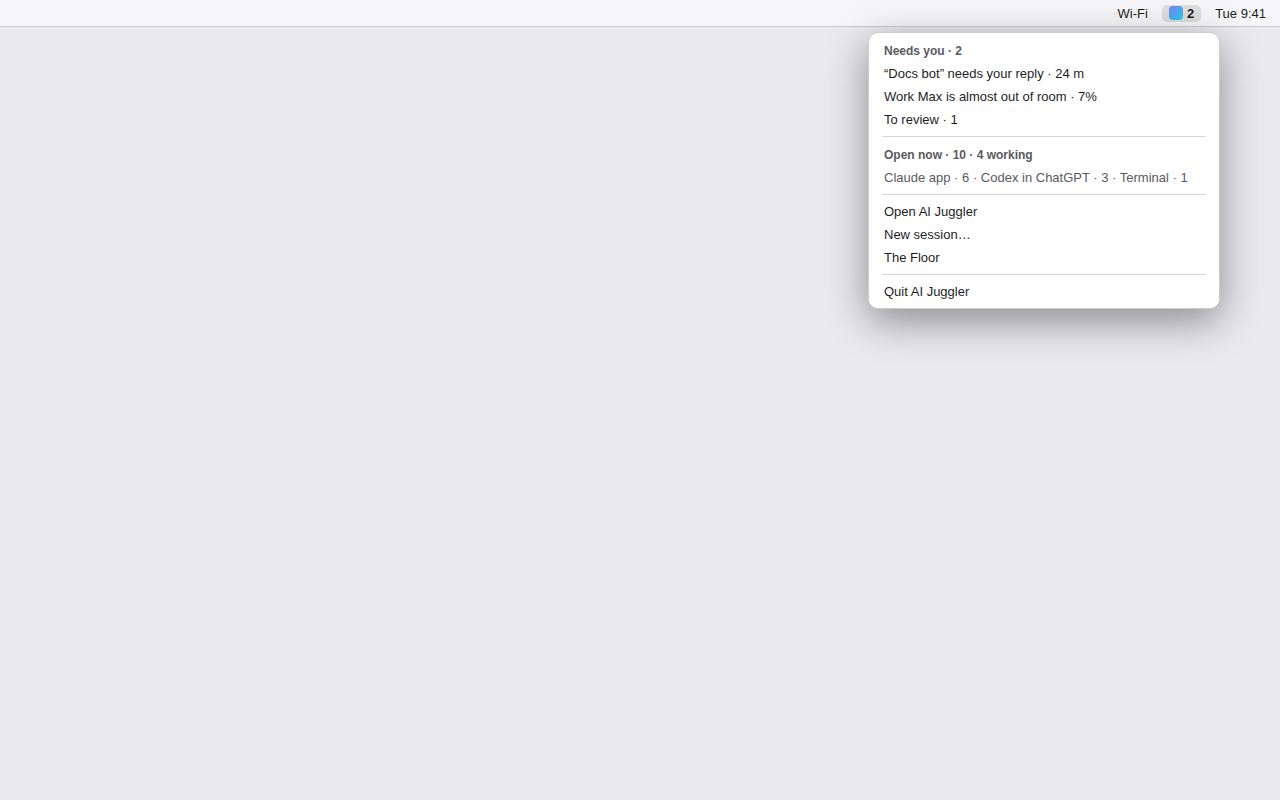 Wi-Fi 2 Tue 9:41
Needs you · 2
“Docs bot” needs your reply · 24 m
Work Max is almost out of room · 7%
To review · 1
Open now · 10 · 4 working
Claude app · 6 · Codex in ChatGPT · 3 · Terminal · 1
Open AI Juggler
New session…
The Floor
Quit AI Juggler